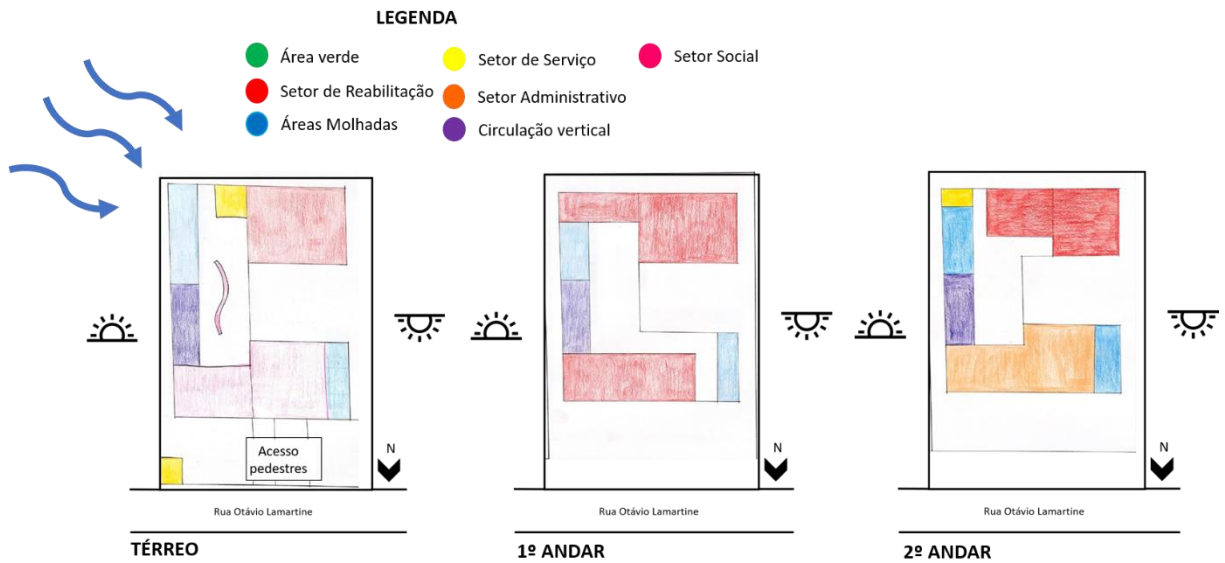 LEGENDA
Área verde
Setor de Serviço
Setor Social
Setor de Reabilitação
Setor Administrativo
Áreas Molhadas
Circulação vertical
Acesso
pedestres
N
N
N
Rua Otávio Lamartine
Rua Otávio Lamartine
Rua Otávio Lamartine
TÉRREO
1º ANDAR
2º ANDAR